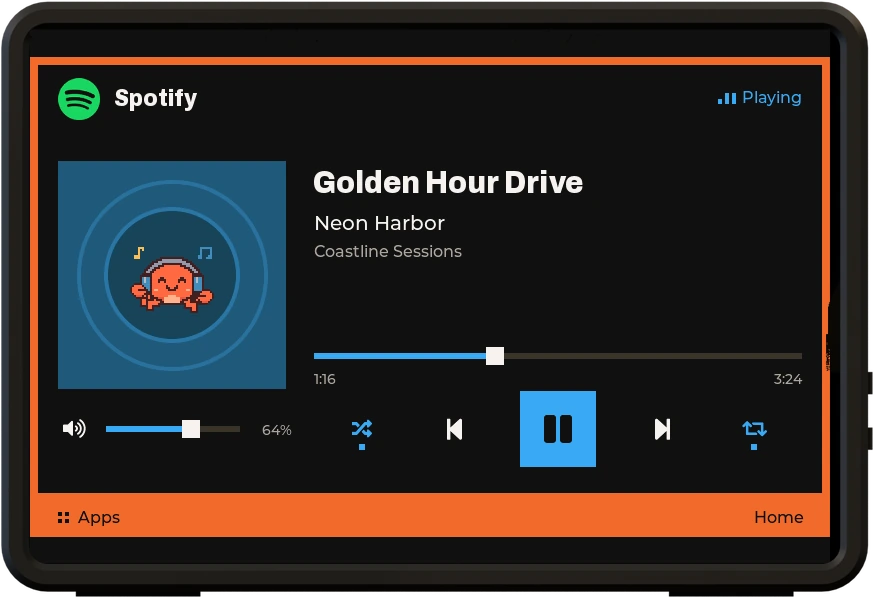 Spotify
Playing
Golden Hour Drive
Neon Harbor
Coastline Sessions
1:16
3:24
64%
Apps
Home